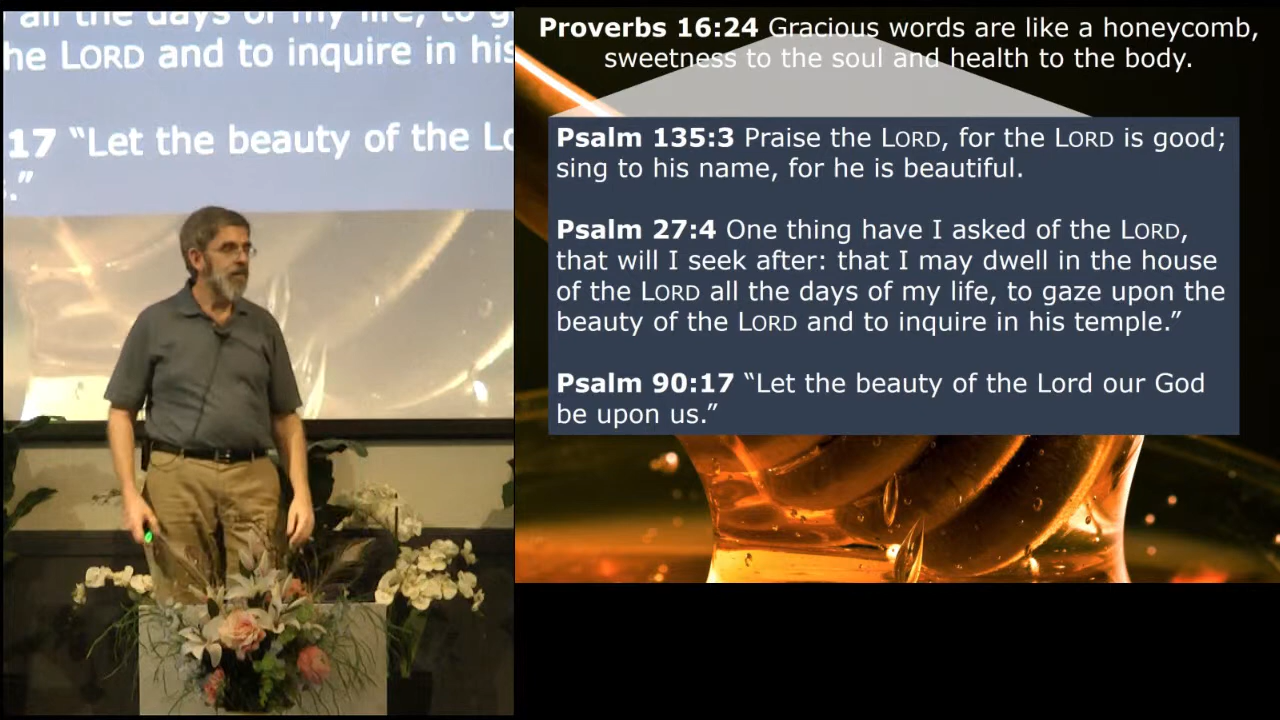 all the days of my life, to g
he LORD and to inquire in his
17 “Let the beauty of the Lo
s.”
Proverbs 16:24 Gracious words are like a honeycomb,
sweetness to the soul and health to the body.
Psalm 135:3 Praise the LORD, for the LORD is good;
sing to his name, for he is beautiful.
Psalm 27:4 One thing have I asked of the LORD,
that will I seek after: that I may dwell in the house
of the LORD all the days of my life, to gaze upon the
beauty of the LORD and to inquire in his temple.”
Psalm 90:17 “Let the beauty of the Lord our God
be upon us.”